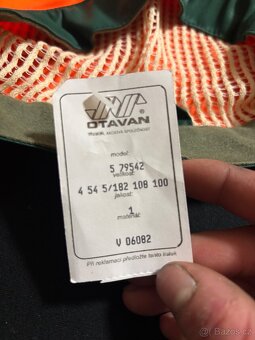 OTAVAN
TŘEBOŇ, AKCIOVÁ SPOLEČNOST
model:
5 79542
velikost:
4 54 5/182 108 100
jakost:
1
materiál:
V 06082
Při reklamaci předložte tento lístek